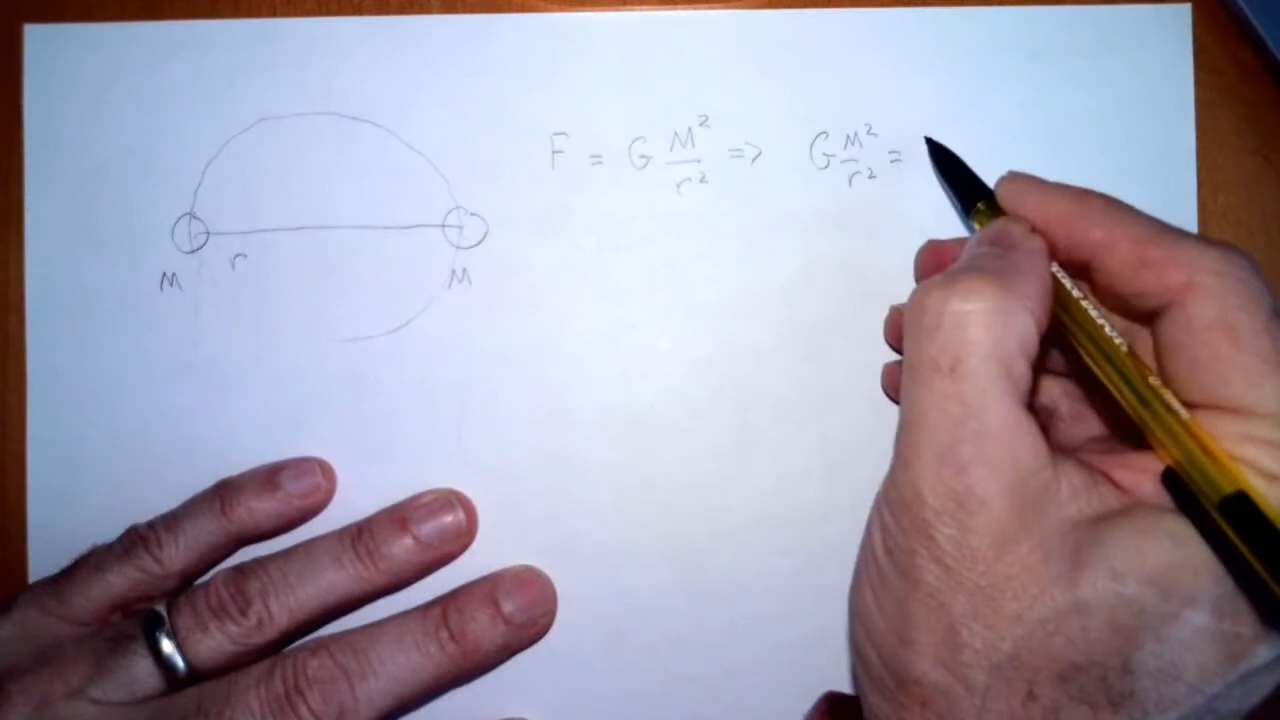 F = G M²/r² => G M²/r² =
r
M M